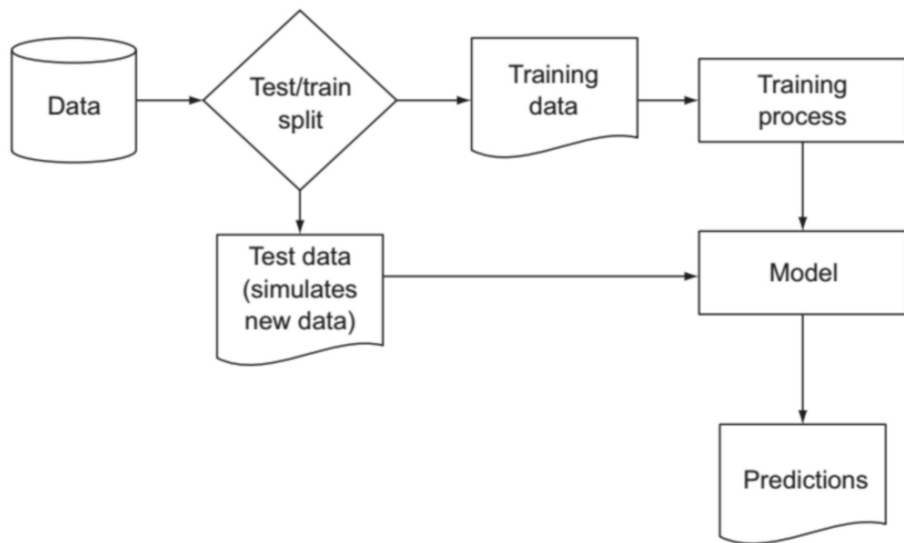 Data
Test/train
split
Training
data
Training
process
Test data
(simulates
new data)
Model
Predictions